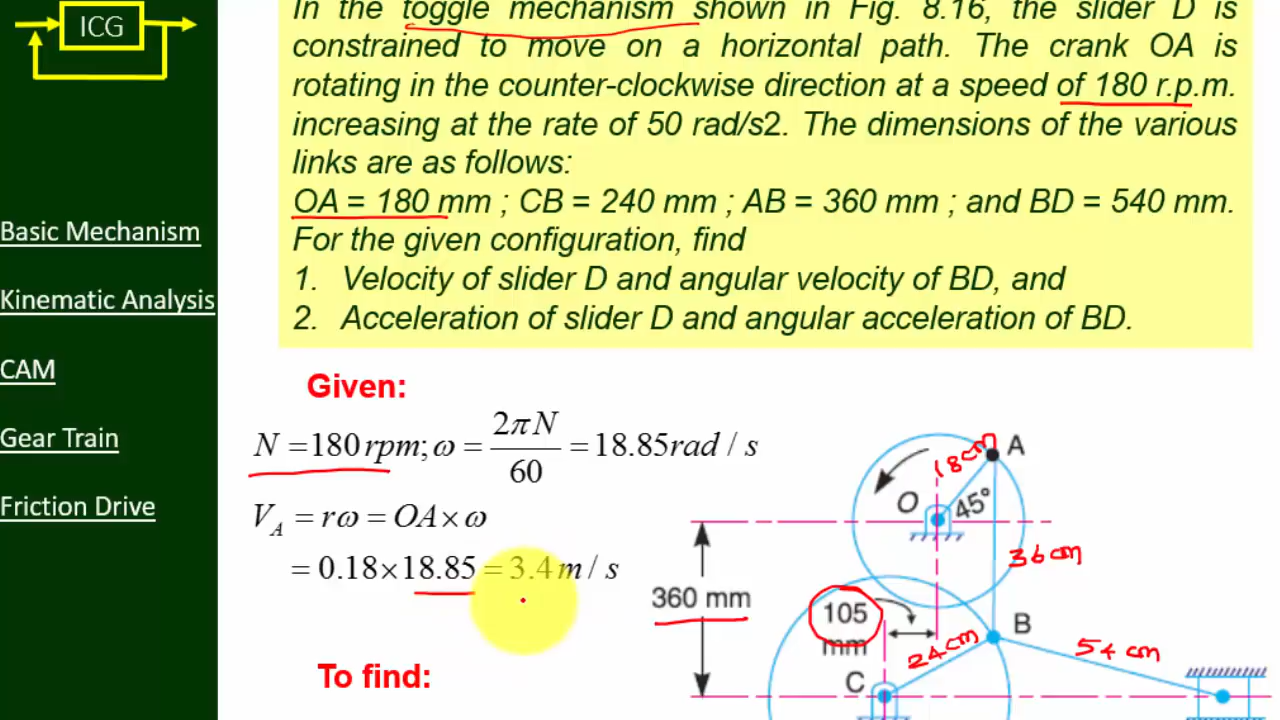 ICG
In the toggle mechanism shown in Fig. 8.16, the slider D is
constrained to move on a horizontal path. The crank OA is
rotating in the counter-clockwise direction at a speed of 180 r.p.m.
increasing at the rate of 50 rad/s2. The dimensions of the various
links are as follows:
OA = 180 mm ; CB = 240 mm ; AB = 360 mm ; and BD = 540 mm.
For the given configuration, find
1. Velocity of slider D and angular velocity of BD, and
2. Acceleration of slider D and angular acceleration of BD.
Basic Mechanism
Kinematic Analysis
CAM
Gear Train
Friction Drive
Given:
N = 180 rpm; ω = 2πN / 60 = 18.85 rad / s
V_A = rω = OA × ω
= 0.18 × 18.85 = 3.4 m / s
To find:
A
18cm
O
45°
36cm
360 mm
105
mm
B
24cm
54 cm
C